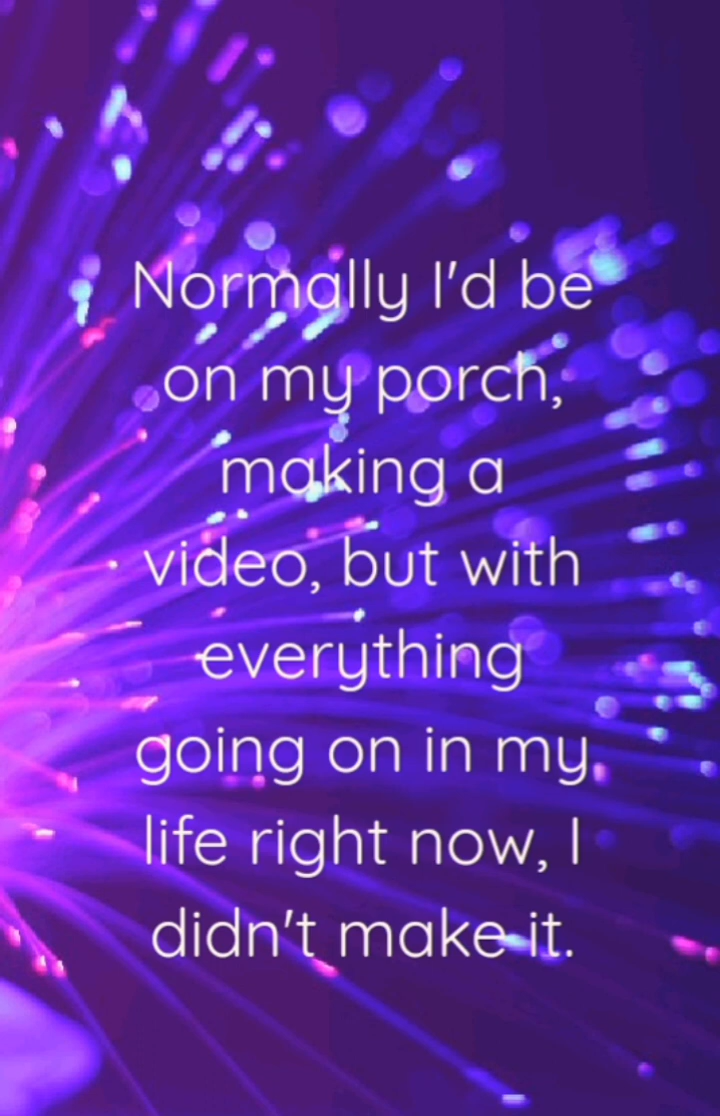 Normally I'd be
on my porch,
making a
video, but with
everything
going on in my
life right now, I
didn't make it.